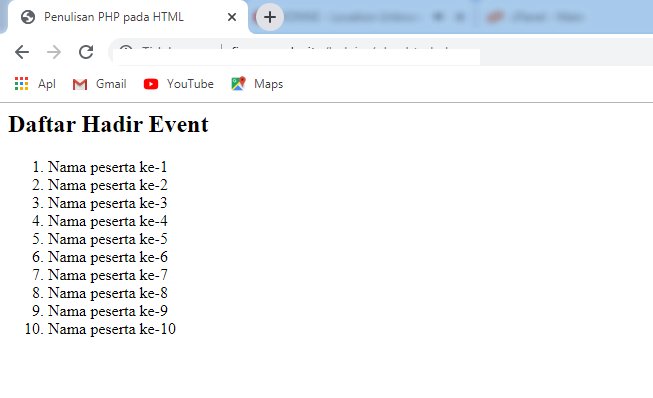 Penulisan PHP pada HTML
Apl Gmail YouTube Maps
Daftar Hadir Event
1. Nama peserta ke-1
2. Nama peserta ke-2
3. Nama peserta ke-3
4. Nama peserta ke-4
5. Nama peserta ke-5
6. Nama peserta ke-6
7. Nama peserta ke-7
8. Nama peserta ke-8
9. Nama peserta ke-9
10. Nama peserta ke-10